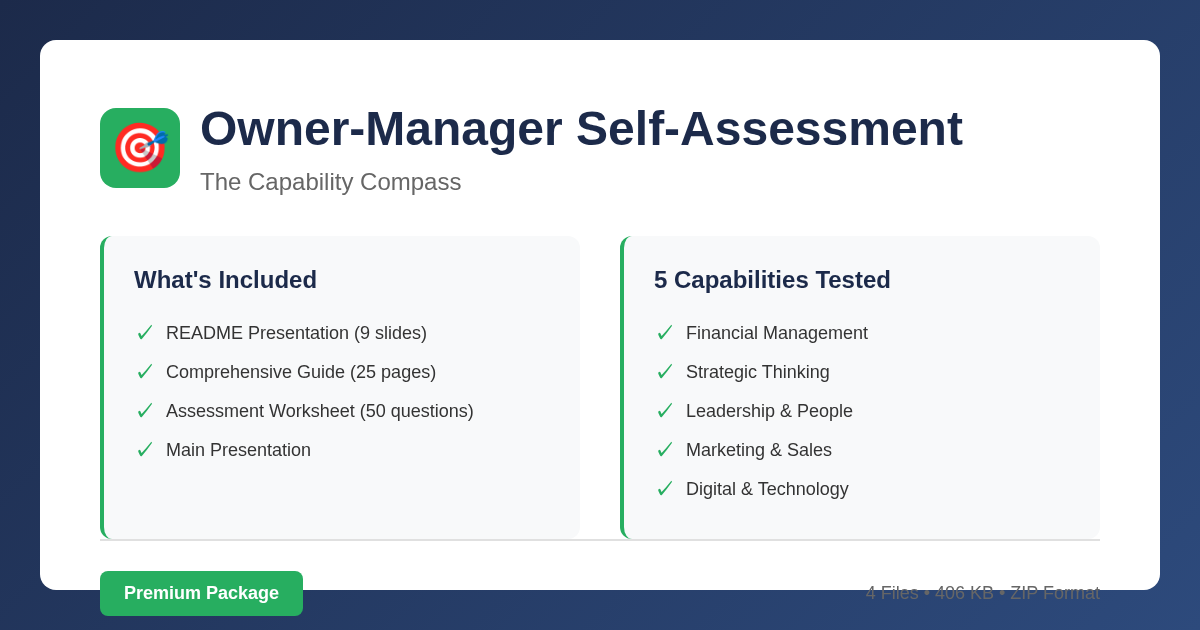 Owner-Manager Self-Assessment
The Capability Compass
What's Included
✓ README Presentation (9 slides)
✓ Comprehensive Guide (25 pages)
✓ Assessment Worksheet (50 questions)
✓ Main Presentation
5 Capabilities Tested
✓ Financial Management
✓ Strategic Thinking
✓ Leadership & People
✓ Marketing & Sales
✓ Digital & Technology
Premium Package
4 Files • 406 KB • ZIP Format